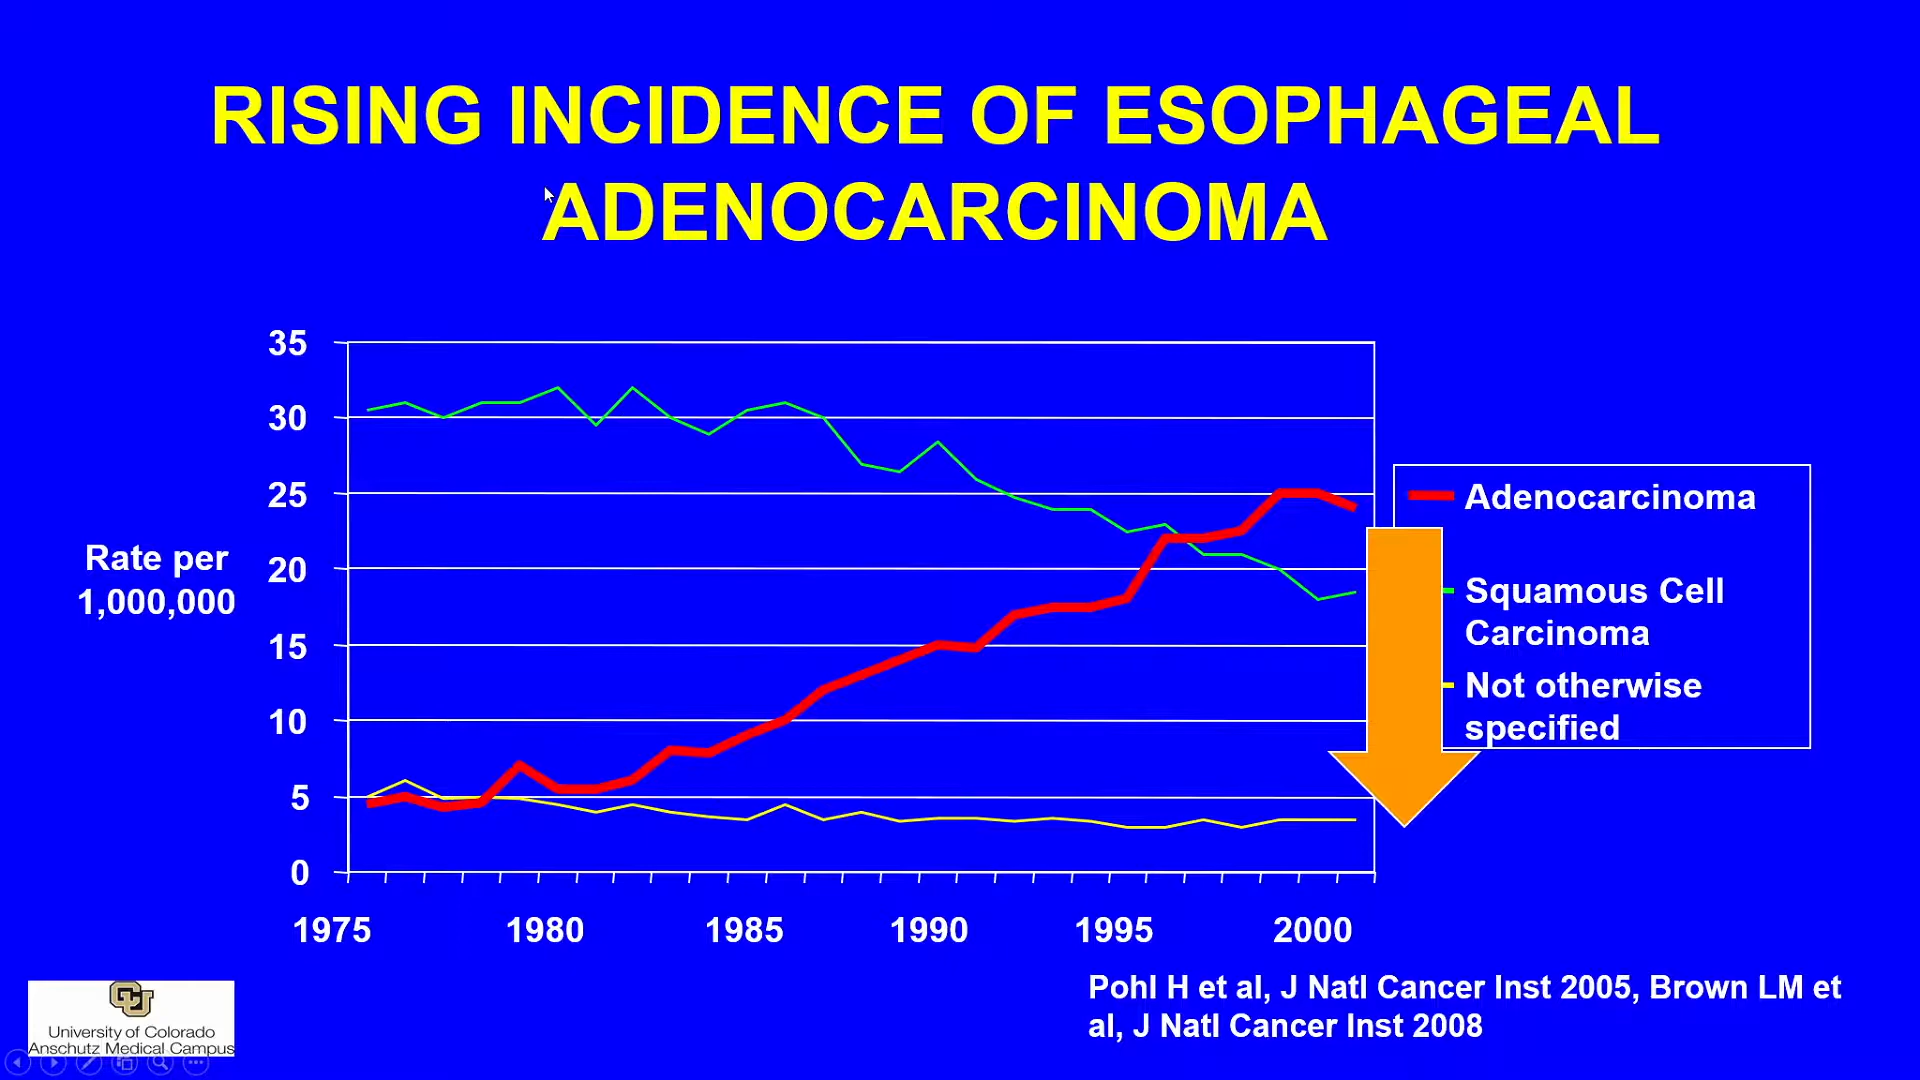 RISING INCIDENCE OF ESOPHAGEAL
ADENOCARCINOMA
35
30
25
20
15
10
5
0
Rate per
1,000,000
1975 1980 1985 1990 1995 2000
Adenocarcinoma
Squamous Cell
Carcinoma
Not otherwise
specified
Pohl H et al, J Natl Cancer Inst 2005, Brown LM et
al, J Natl Cancer Inst 2008
CU
University of Colorado
Anschutz Medical Campus